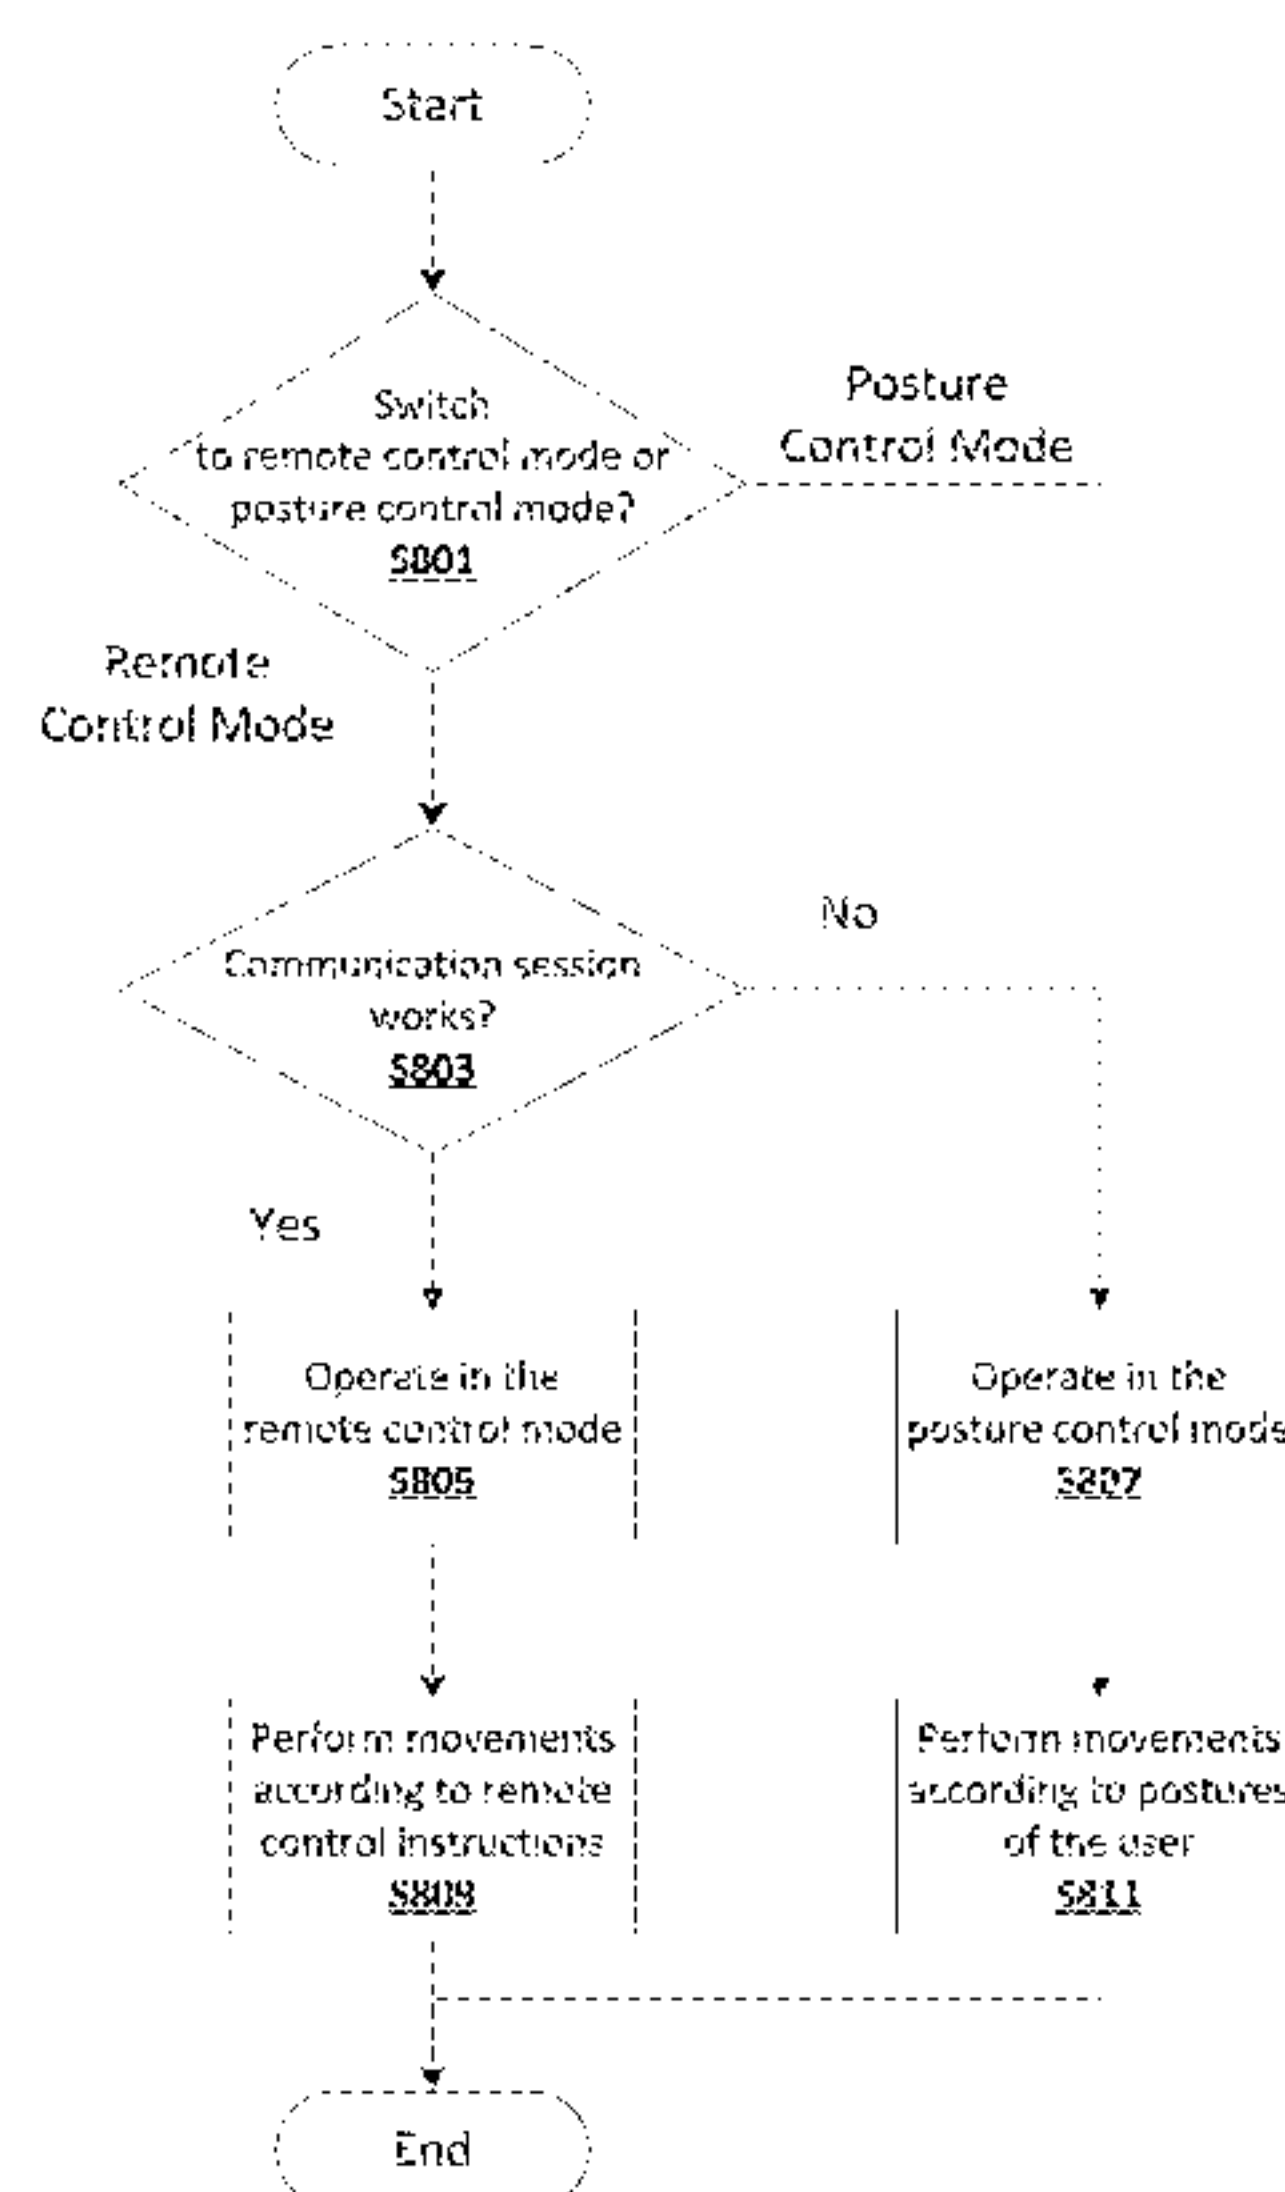 Start
Switch
to remote control mode or
posture control mode?
S801
Posture
Control Mode
Remote
Control Mode
Communication session
works?
S803
No
Yes
Operate in the
remote control mode
S805
Operate in the
posture control mode
S807
Perform movements
according to remote
control instructions
S809
Perform movements
according to postures
of the user
S811
End